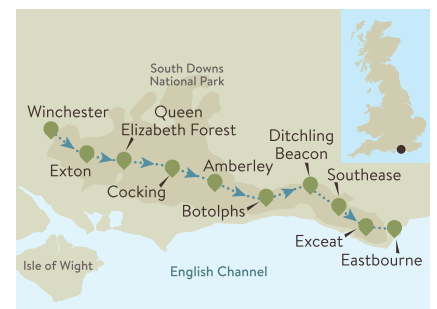 South Downs
National Park
Winchester
Queen
Elizabeth Forest
Exton
Cocking
Amberley
Botolphs
Ditchling
Beacon
Southease
Exceat
Eastbourne
Isle of Wight
English Channel